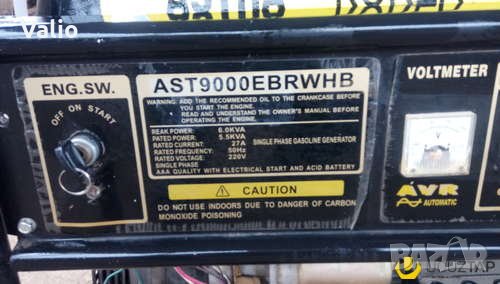 valio
ENG.SW.
OFF ON START
AST9000EBRWHB
WARNING: ADD THE RECOMMENDED OIL TO THE CRANKCASE BEFORE
YOU START THE ENGINE.
READ AND UNDERSTAND THE OWNER'S MANUAL BEFORE
OPERATING THE ENGINE.
PEAK POWER: 6.0KVA
RATED POWER: 5.5KVA
RATED CURRENT: 27A
RATED FREQUENCY: 50Hz
RATED VOLTAGE: 220V
SINGLE PHASE
SINGLE PHASE GASOLINE GENERATOR
AAA QUALITY WITH ELECTRICAL START AND ACID BATTERY
CAUTION
DO NOT USE INDOORS DUE TO DANGER OF CARBON
MONOXIDE POISONING
VOLTMETER
AVR
AUTOMATIC
BAZAR
ULUZTAP